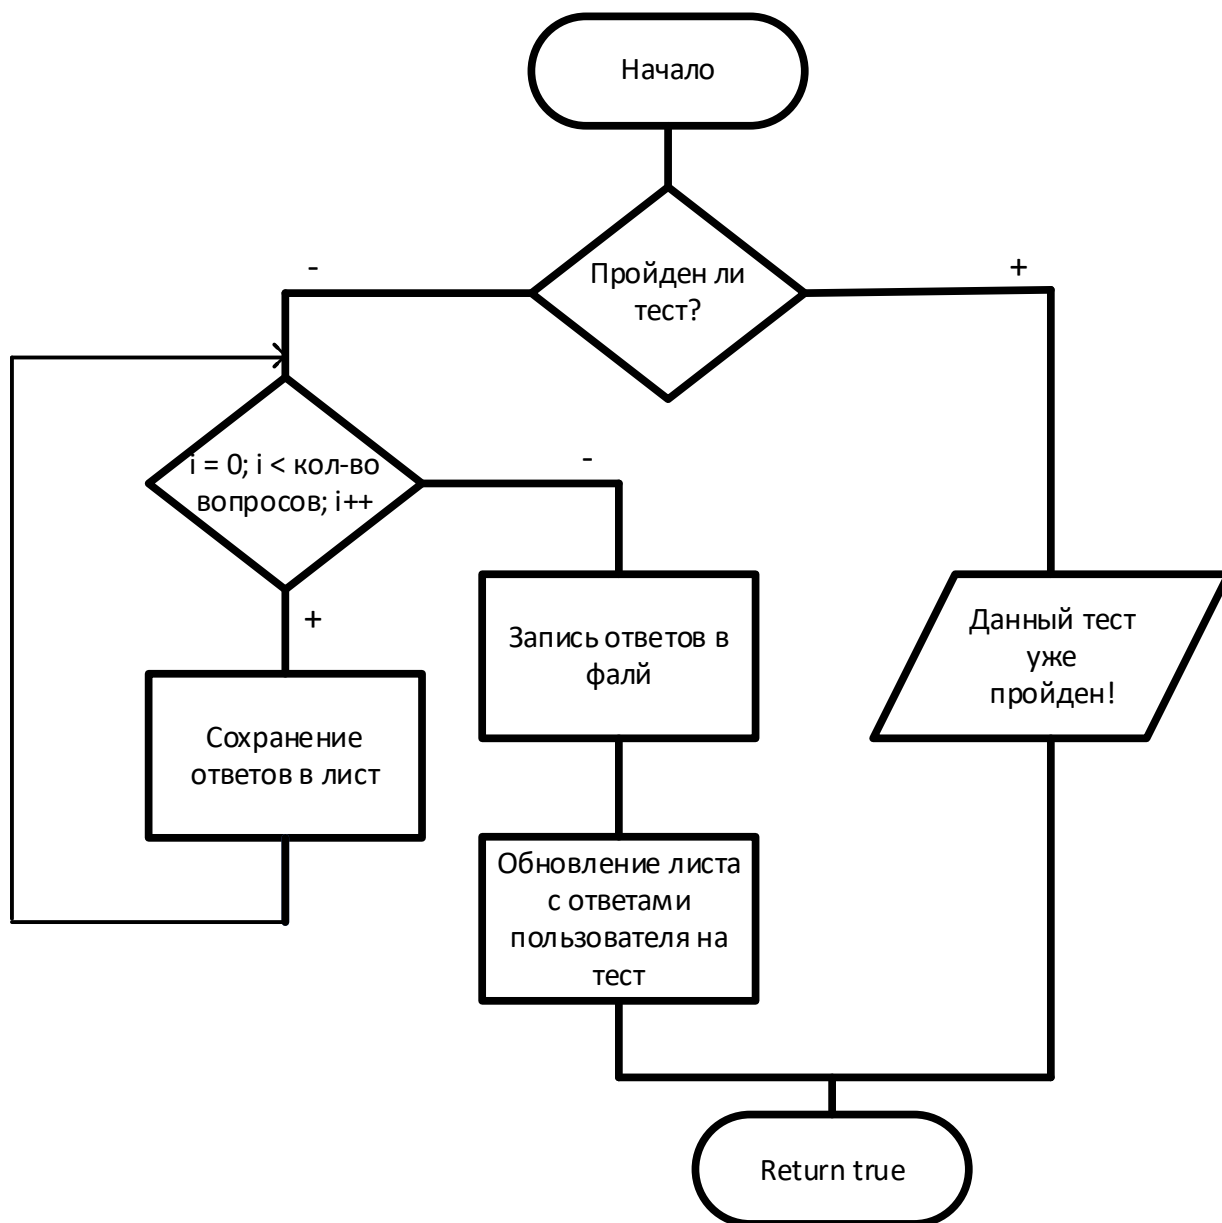 Начало
Пройден ли
тест?
-
+
i = 0; i < кол-во
вопросов; i++
-
+
Запись ответов в
фалй
Данный тест
уже
пройден!
Сохранение
ответов в лист
Обновление листа
с ответами
пользователя на
тест
Return true